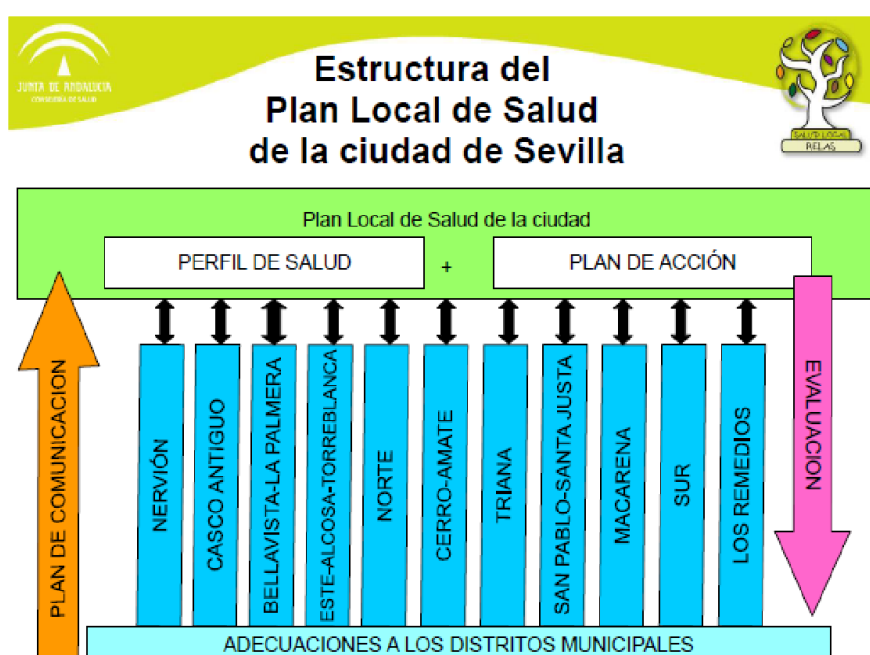 JUNTA DE ANDALUCIA
CONSEJERÍA DE SALUD
Estructura del
Plan Local de Salud
de la ciudad de Sevilla
SALUD LOCAL
RELAS
Plan Local de Salud de la ciudad
PERFIL DE SALUD + PLAN DE ACCIÓN
PLAN DE COMUNICACION
NERVIÓN
CASCO ANTIGUO
BELLAVISTA-LA PALMERA
ESTE-ALCOSA-TORREBLANCA
NORTE
CERRO-AMATE
TRIANA
SAN PABLO-SANTA JUSTA
MACARENA
SUR
LOS REMEDIOS
EVALUACION
ADECUACIONES A LOS DISTRITOS MUNICIPALES